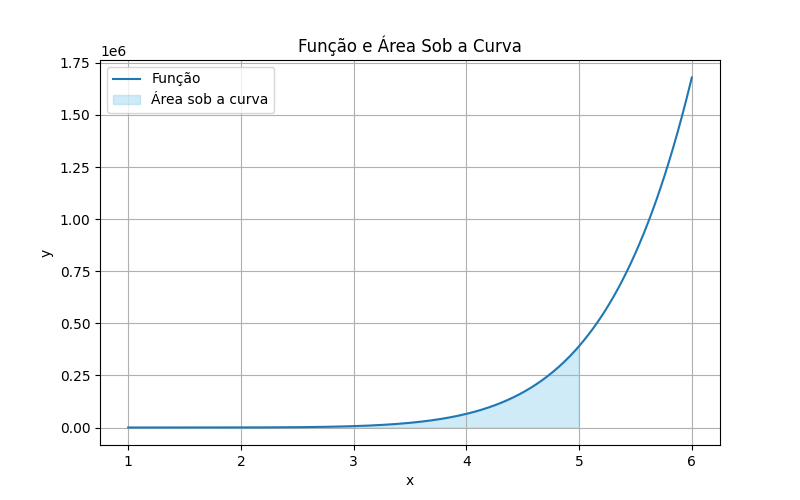 Função e Área Sob a Curva
1e6
1.75
1.50
1.25
1.00
0.75
0.50
0.25
0.00
y
Função
Área sob a curva
1 2 3 4 5 6
x